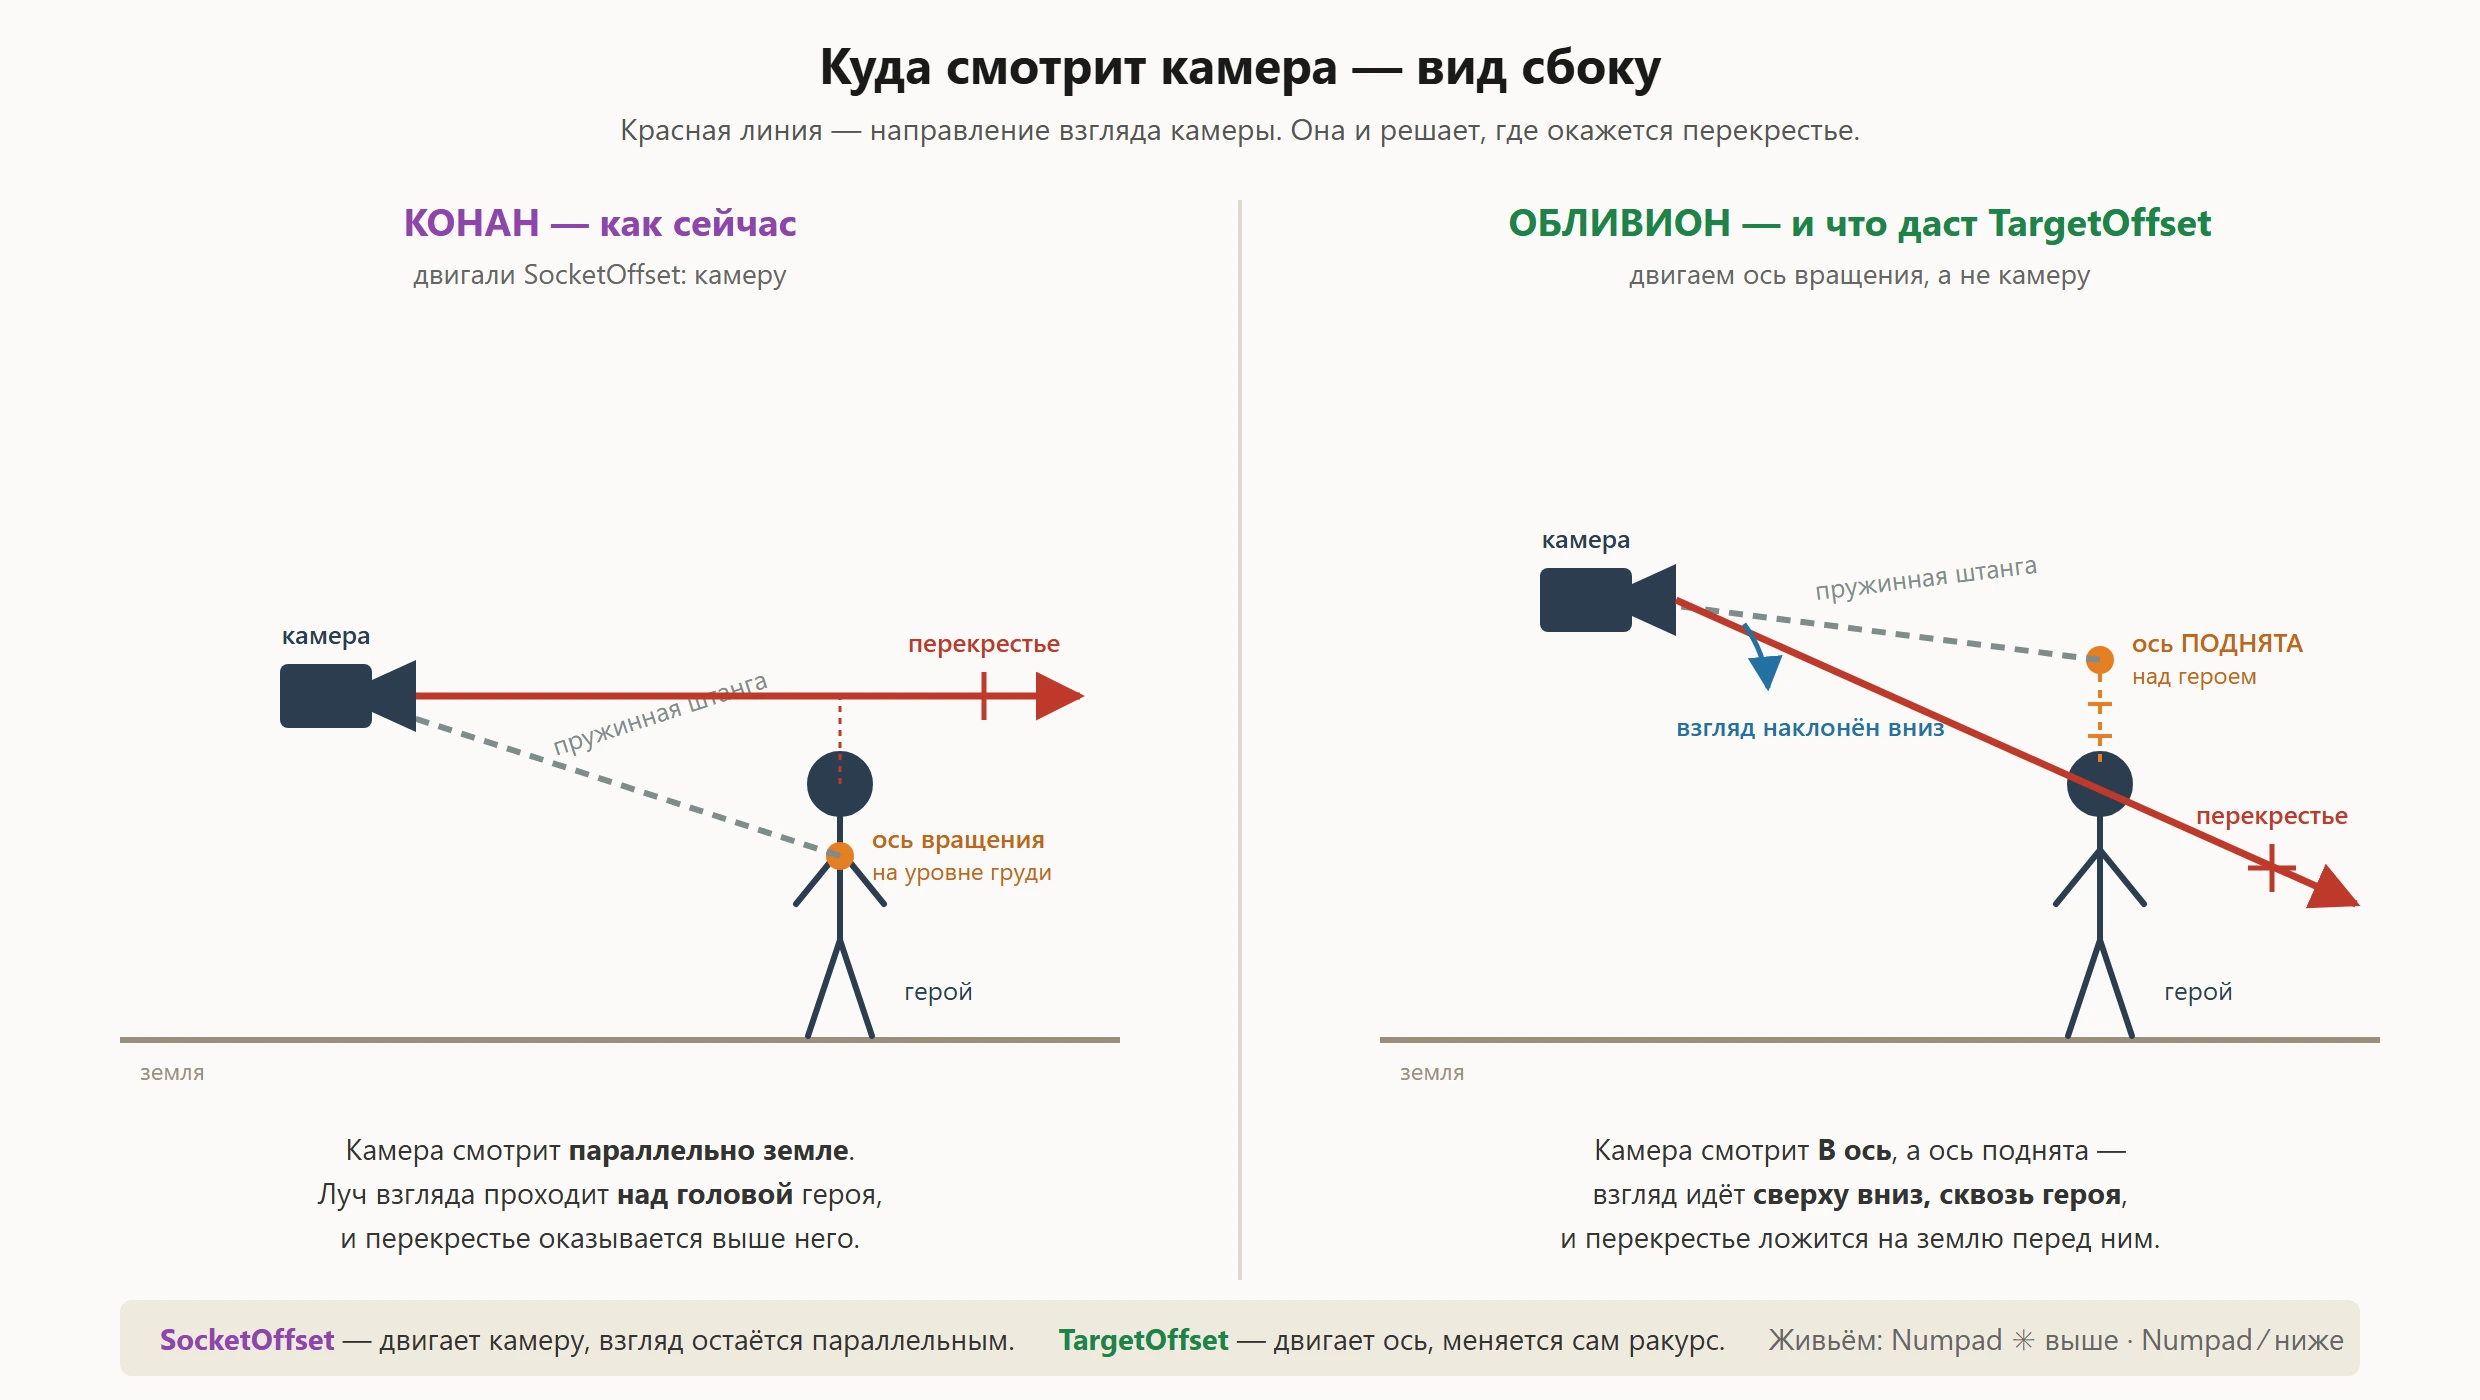 Куда смотрит камера — вид сбоку
Красная линия — направление взгляда камеры. Она и решает, где окажется перекрестье.
КОНАН — как сейчас
двигали SocketOffset: камеру
камера
перекрестье
пружинная штанга
ось вращения
на уровне груди
герой
земля
Камера смотрит параллельно земле.
Луч взгляда проходит над головой героя,
и перекрестье оказывается выше него.
ОБЛИВИОН — и что даст TargetOffset
двигаем ось вращения, а не камеру
камера
пружинная штанга
ось ПОДНЯТА
над героем
взгляд наклонён вниз
перекрестье
герой
земля
Камера смотрит В ось, а ось поднята —
взгляд идёт сверху вниз, сквозь героя,
и перекрестье ложится на землю перед ним.
SocketOffset — двигает камеру, взгляд остаётся параллельным. TargetOffset — двигает ось, меняется сам ракурс. Живьём: Numpad ✳ выше · Numpad ∕ ниже